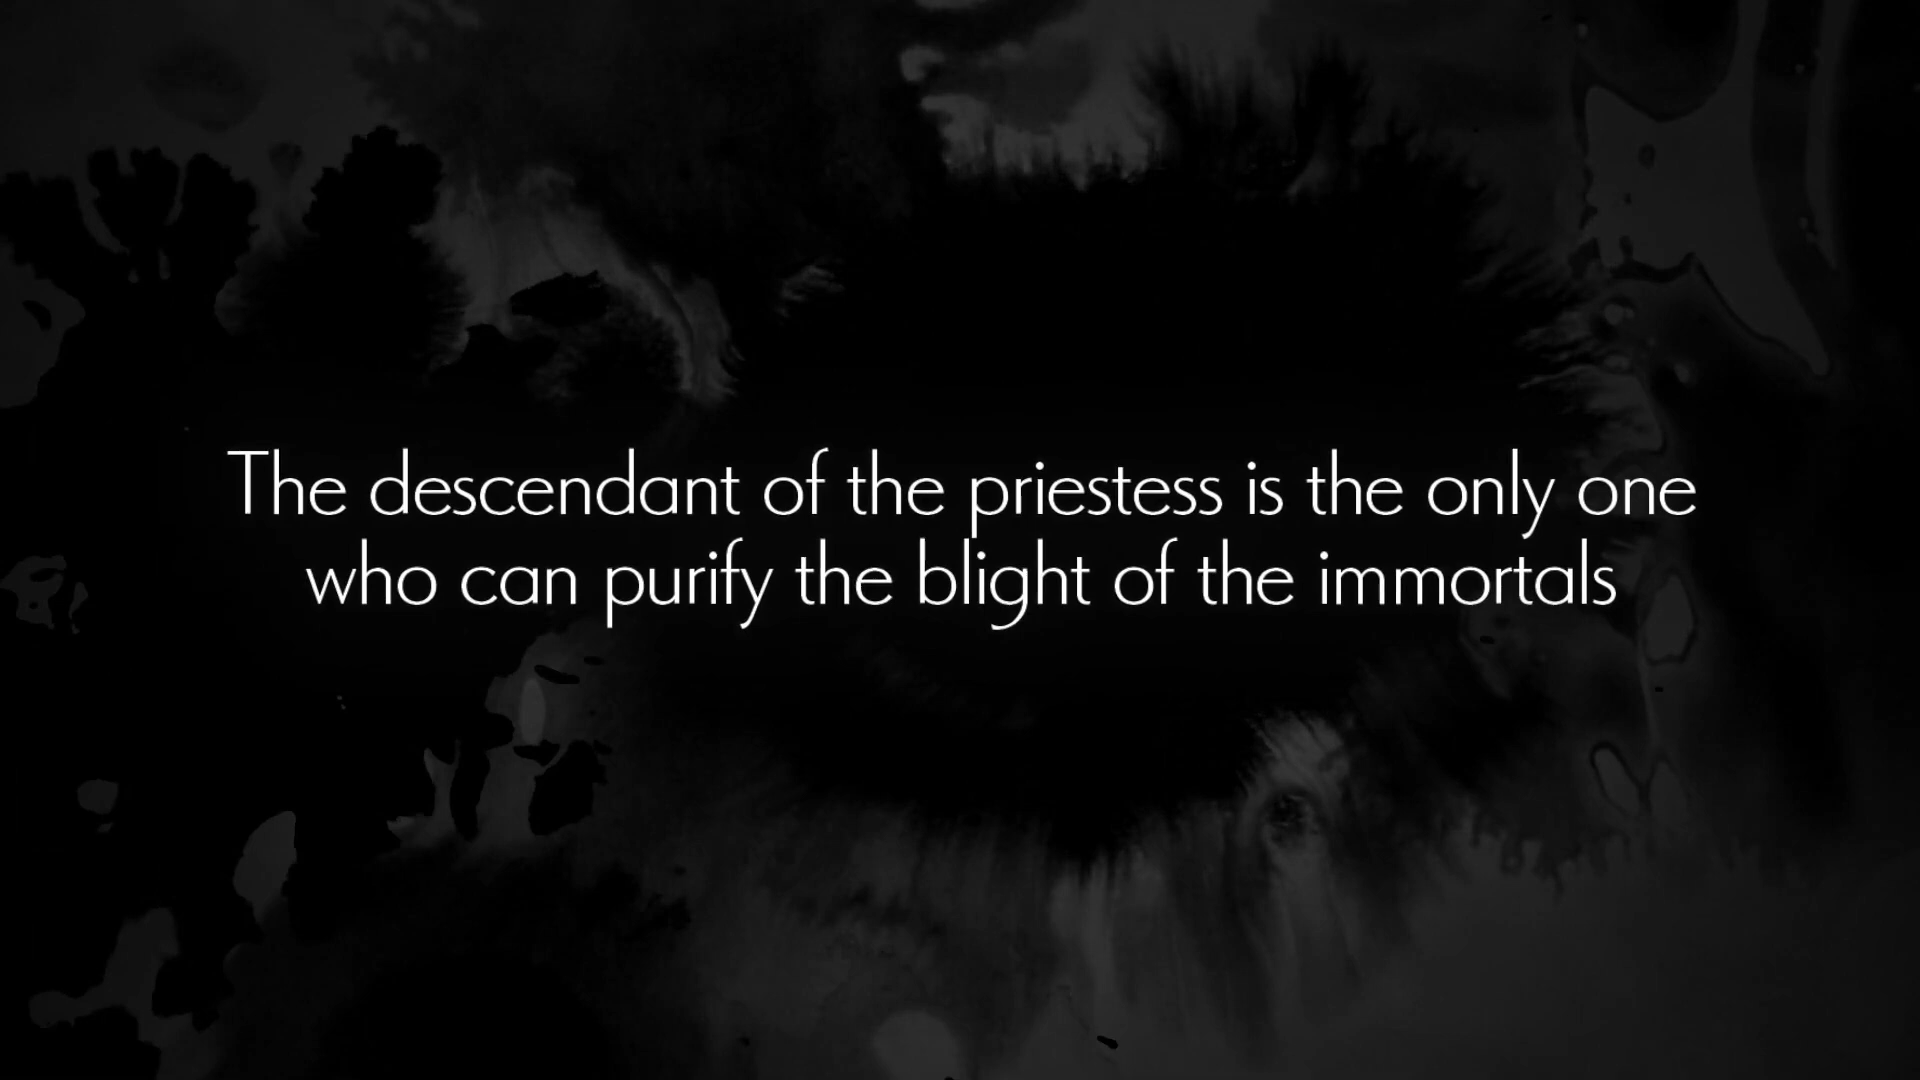 The descendant of the priestess is the only one
who can purify the blight of the immortals